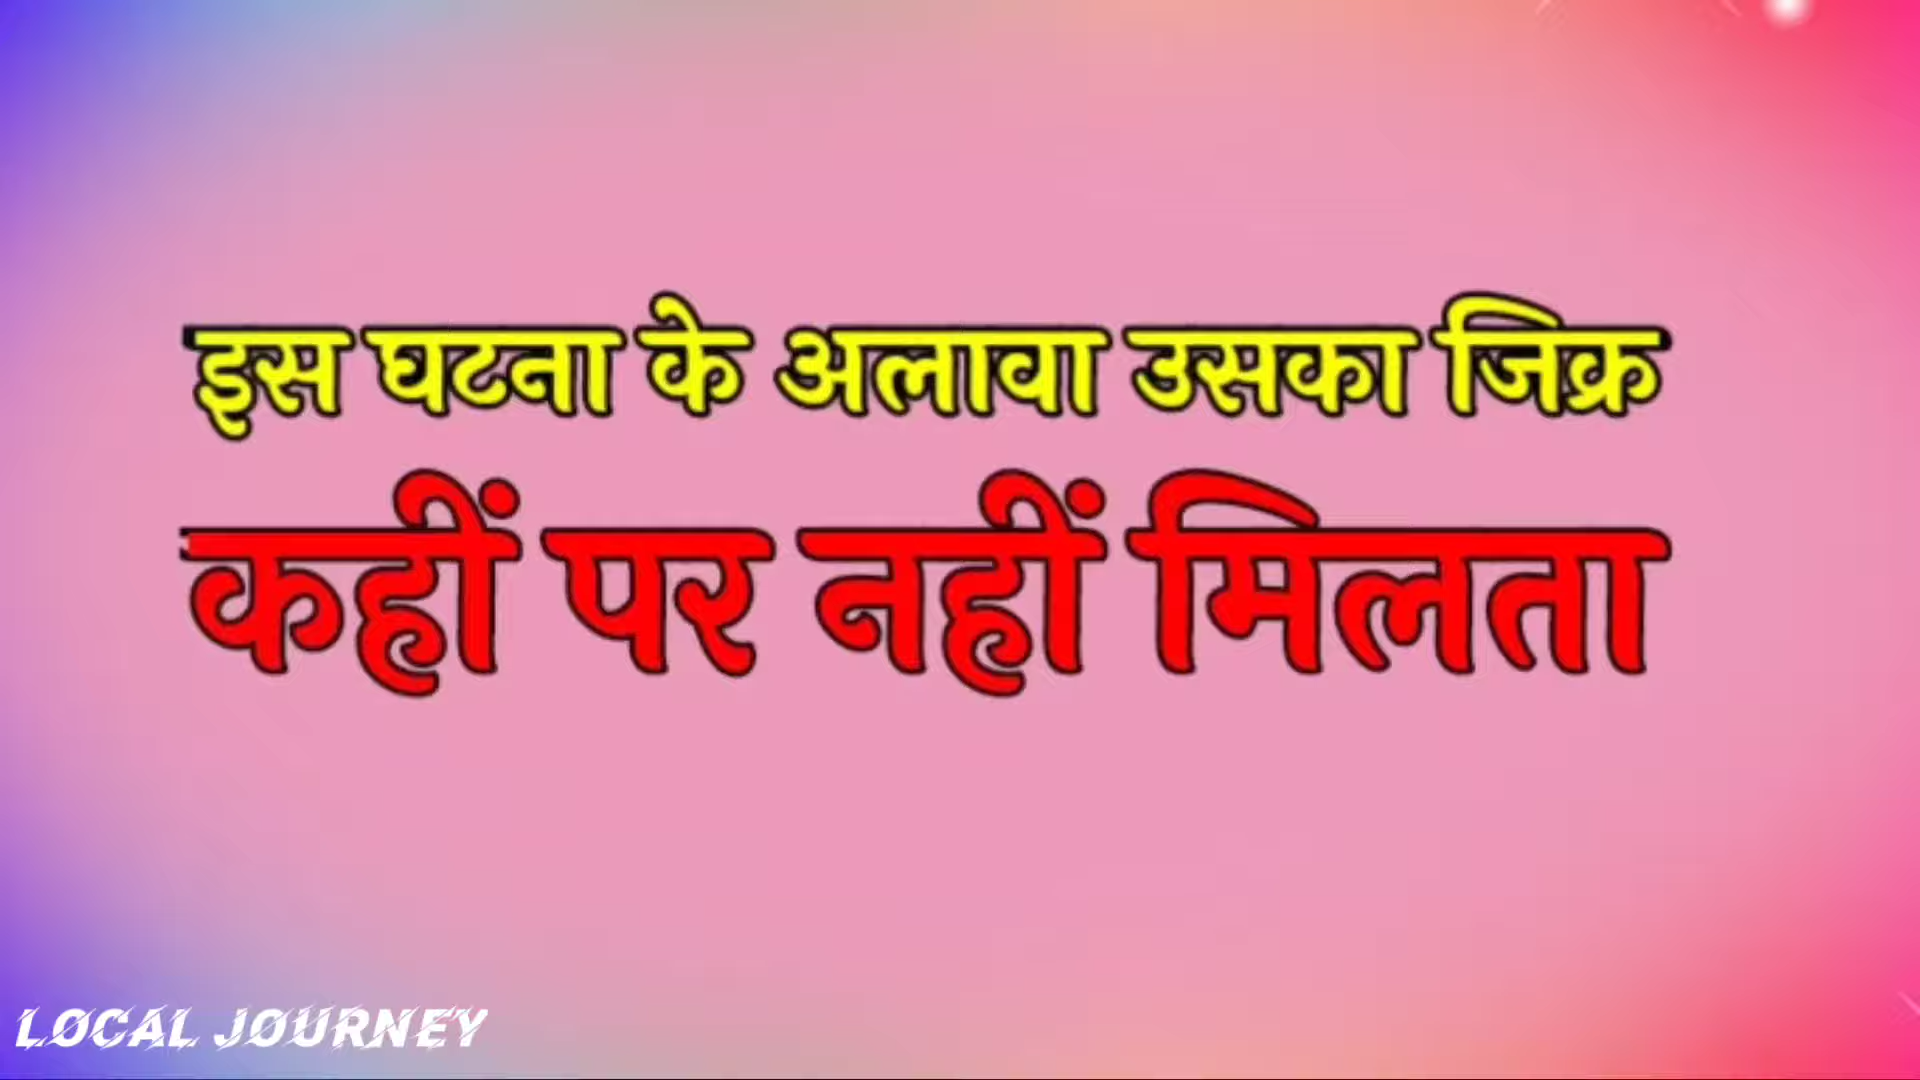 इस घटना के अलावा उसका जिक्र
कहीं पर नहीं मिलता
LOCAL JOURNEY